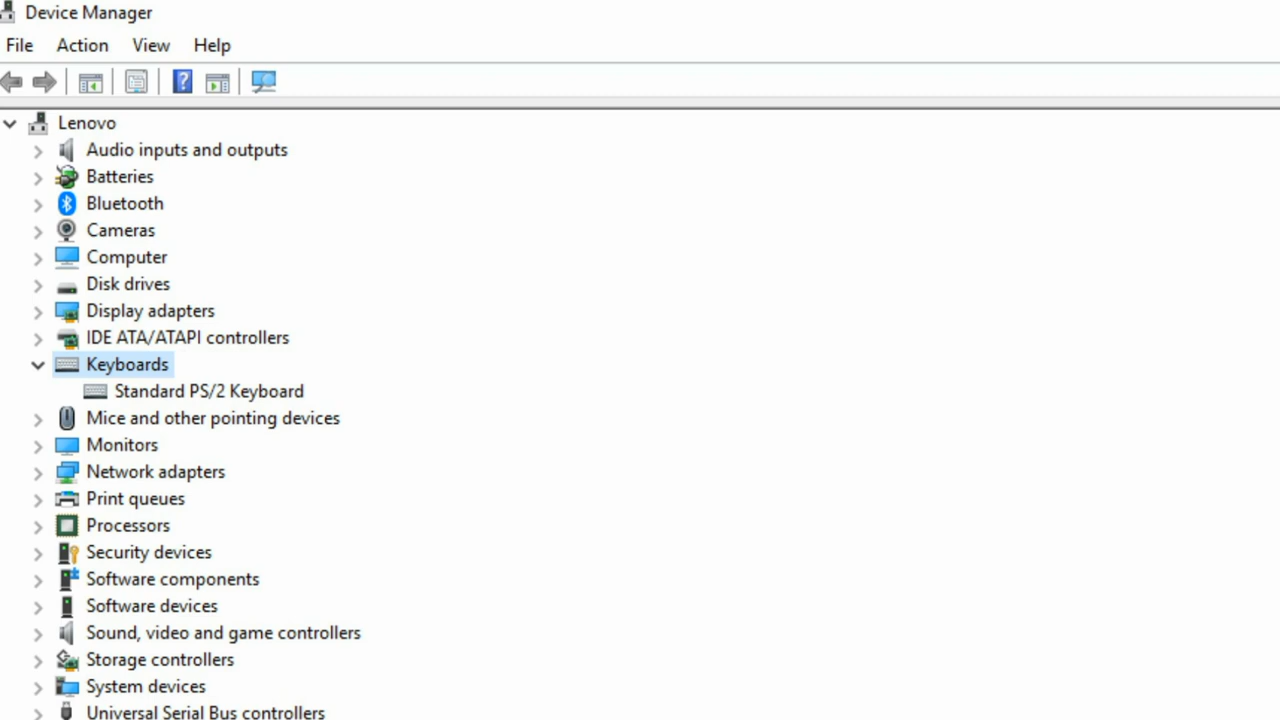 Device Manager
File Action View Help
Lenovo
Audio inputs and outputs
Batteries
Bluetooth
Cameras
Computer
Disk drives
Display adapters
IDE ATA/ATAPI controllers
Keyboards
Standard PS/2 Keyboard
Mice and other pointing devices
Monitors
Network adapters
Print queues
Processors
Security devices
Software components
Software devices
Sound, video and game controllers
Storage controllers
System devices
Universal Serial Bus controllers